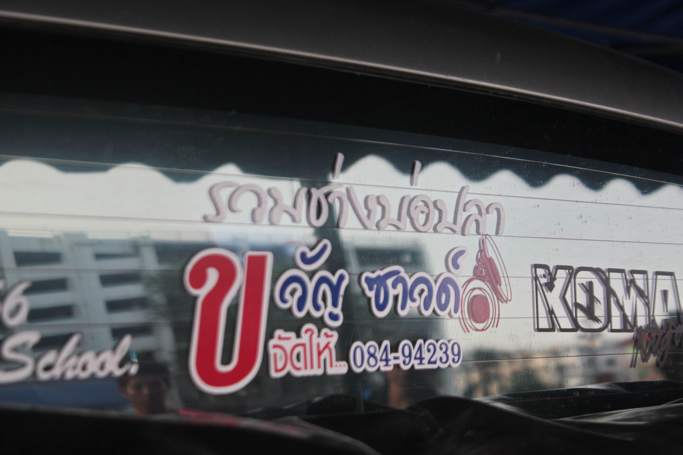 รวมช่างบ่อปลา
ขวัญ ซาวด์
จัดให้... 084-94239
6
School.
KOMA